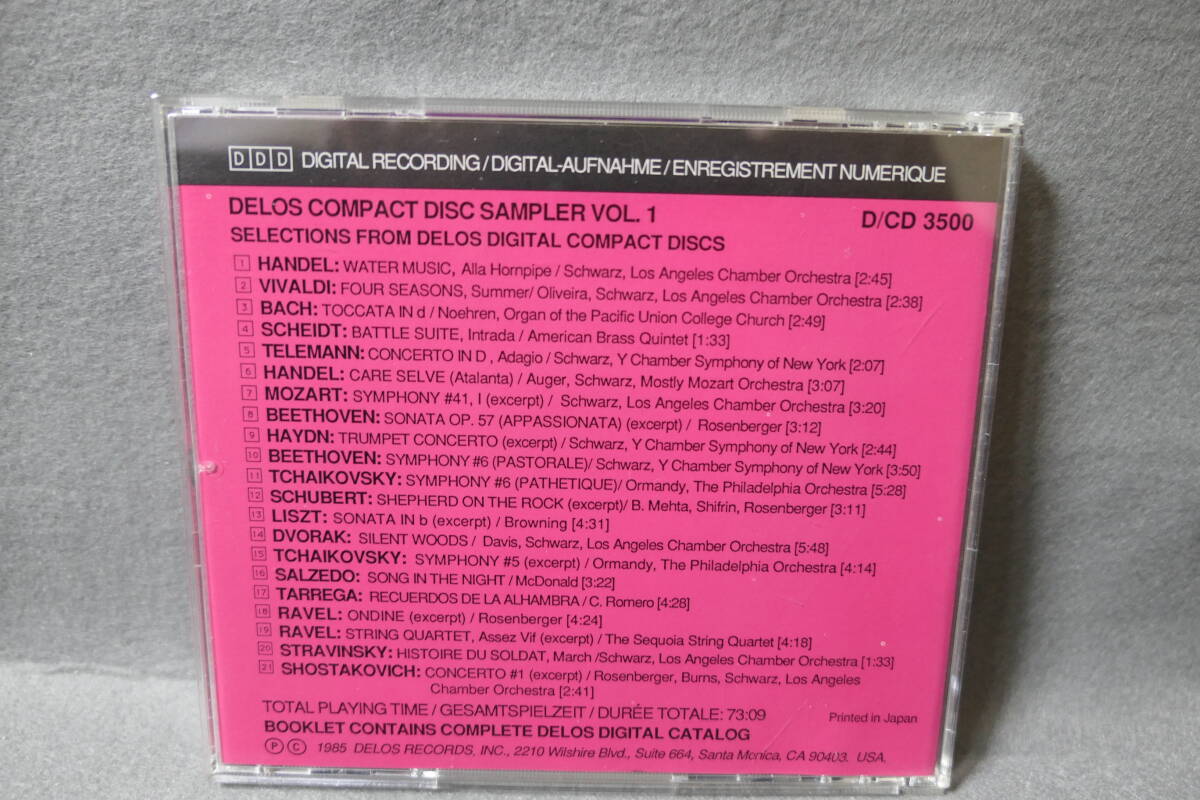 DDD DIGITAL RECORDING / DIGITAL-AUFNAHME / ENREGISTREMENT NUMERIQUE
DELOS COMPACT DISC SAMPLER VOL. 1 D/CD 3500
SELECTIONS FROM DELOS DIGITAL COMPACT DISCS
1 HANDEL: WATER MUSIC, Alla Hornpipe / Schwarz, Los Angeles Chamber Orchestra [2:45]
2 VIVALDI: FOUR SEASONS, Summer/ Oliveira, Schwarz, Los Angeles Chamber Orchestra [2:38]
3 BACH: TOCCATA IN d / Noehren, Organ of the Pacific Union College Church [2:49]
4 SCHEIDT: BATTLE SUITE, Intrada / American Brass Quintet [1:33]
5 TELEMANN: CONCERTO IN D , Adagio / Schwarz, Y Chamber Symphony of New York [2:07]
6 HANDEL: CARE SELVE (Atalanta) / Auger, Schwarz, Mostly Mozart Orchestra [3:07]
7 MOZART: SYMPHONY #41, I (excerpt) / Schwarz, Los Angeles Chamber Orchestra [3:20]
8 BEETHOVEN: SONATA OP. 57 (APPASSIONATA) (excerpt) / Rosenberger [3:12]
9 HAYDN: TRUMPET CONCERTO (excerpt) / Schwarz, Y Chamber Symphony of New York [2:44]
10 BEETHOVEN: SYMPHONY #6 (PASTORALE)/ Schwarz, Y Chamber Symphony of New York [3:50]
11 TCHAIKOVSKY: SYMPHONY #6 (PATHETIQUE)/ Ormandy, The Philadelphia Orchestra [5:28]
12 SCHUBERT: SHEPHERD ON THE ROCK (excerpt)/ B. Mehta, Shifrin, Rosenberger [3:11]
13 LISZT: SONATA IN b (excerpt) / Browning [4:31]
14 DVORAK: SILENT WOODS / Davis, Schwarz, Los Angeles Chamber Orchestra [5:48]
15 TCHAIKOVSKY: SYMPHONY #5 (excerpt) / Ormandy, The Philadelphia Orchestra [4:14]
16 SALZEDO: SONG IN THE NIGHT / McDonald [3:22]
17 TARREGA: RECUERDOS DE LA ALHAMBRA / C. Romero [4:28]
18 RAVEL: ONDINE (excerpt) / Rosenberger [4:24]
19 RAVEL: STRING QUARTET, Assez Vif (excerpt) / The Sequoia String Quartet [4:18]
20 STRAVINSKY: HISTOIRE DU SOLDAT, March /Schwarz, Los Angeles Chamber Orchestra [1:33]
21 SHOSTAKOVICH: CONCERTO #1 (excerpt) / Rosenberger, Burns, Schwarz, Los Angeles
Chamber Orchestra [2:41]
TOTAL PLAYING TIME / GESAMTSPIELZEIT / DURÉE TOTALE: 73:09 Printed in Japan
BOOKLET CONTAINS COMPLETE DELOS DIGITAL CATALOG
Ⓟ Ⓒ 1985 DELOS RECORDS, INC., 2210 Wilshire Blvd., Suite 664, Santa Monica, CA 90403. USA.